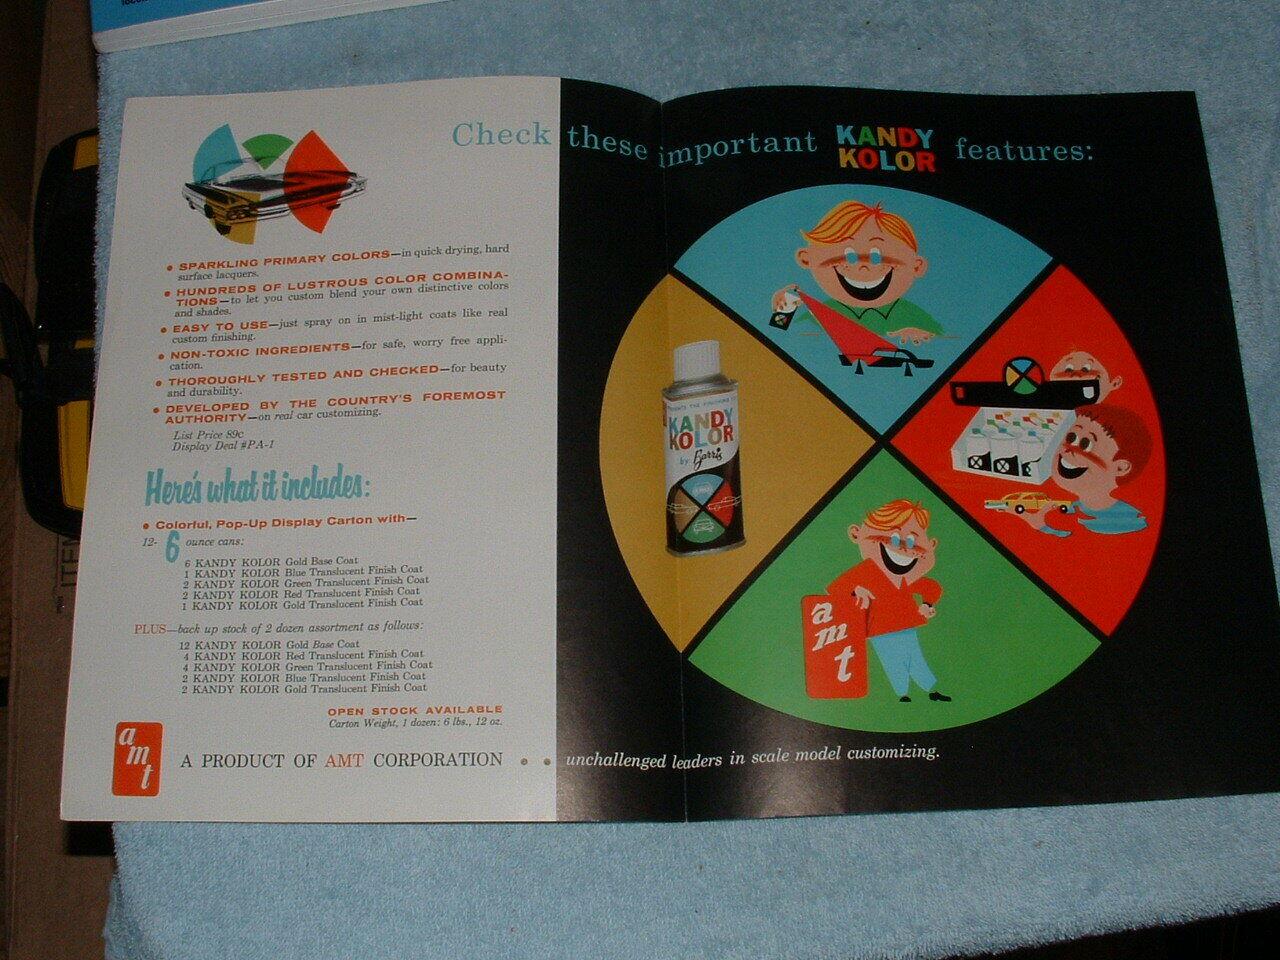 Check these important KANDY KOLOR features:
• SPARKLING PRIMARY COLORS—in quick drying, hard
surface lacquers.
• HUNDREDS OF LUSTROUS COLOR COMBINA-
TIONS—to let you custom blend your own distinctive colors
and shades.
• EASY TO USE—just spray on in mist-light coats like real
custom finishing.
• NON-TOXIC INGREDIENTS—for safe, worry free appli-
cation.
• THOROUGHLY TESTED AND CHECKED—for beauty
and durability.
• DEVELOPED BY THE COUNTRY'S FOREMOST
AUTHORITY—on real car customizing.
List Price 89c
Display Deal #PA-1
Here's what it includes:
• Colorful, Pop-Up Display Carton with—
12- 6 ounce cans:
6 KANDY KOLOR Gold Base Coat
1 KANDY KOLOR Blue Translucent Finish Coat
2 KANDY KOLOR Green Translucent Finish Coat
2 KANDY KOLOR Red Translucent Finish Coat
1 KANDY KOLOR Gold Translucent Finish Coat
PLUS—back up stock of 2 dozen assortment as follows:
12 KANDY KOLOR Gold Base Coat
4 KANDY KOLOR Red Translucent Finish Coat
4 KANDY KOLOR Green Translucent Finish Coat
2 KANDY KOLOR Blue Translucent Finish Coat
2 KANDY KOLOR Gold Translucent Finish Coat
OPEN STOCK AVAILABLE
Carton Weight, 1 dozen: 6 lbs., 12 oz.
amt
A PRODUCT OF AMT CORPORATION • • unchallenged leaders in scale model customizing.
KANDY
KOLOR
by: Barris
amt